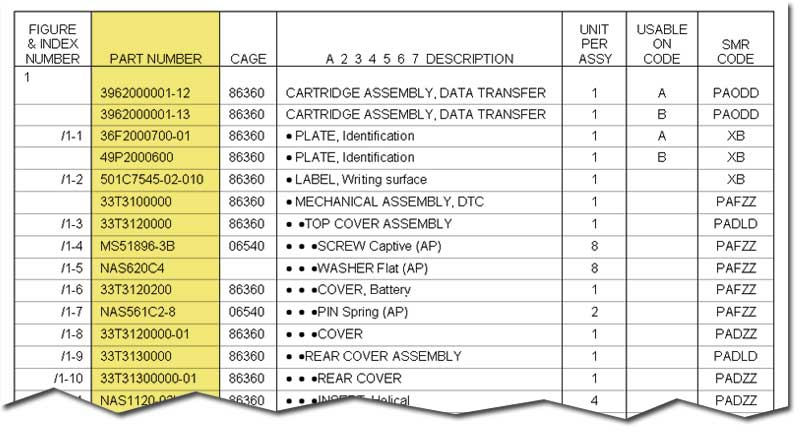 FIGURE & INDEX NUMBER PART NUMBER CAGE A 2 3 4 5 6 7 DESCRIPTION UNIT PER ASSY USABLE ON CODE SMR CODE
1
3962000001-12 86360 CARTRIDGE ASSEMBLY, DATA TRANSFER 1 A PAODD
3962000001-13 86360 CARTRIDGE ASSEMBLY, DATA TRANSFER 1 B PAODD
/1-1 36F2000700-01 86360 • PLATE, Identification 1 A XB
49P2000600 86360 • PLATE, Identification 1 B XB
/1-2 501C7545-02-010 86360 • LABEL, Writing surface 1 XB
33T3100000 86360 • MECHANICAL ASSEMBLY, DTC 1 PAFZZ
/1-3 33T3120000 86360 • •TOP COVER ASSEMBLY 1 PADLD
/1-4 MS51896-3B 06540 • • •SCREW Captive (AP) 8 PAFZZ
/1-5 NAS620C4 • • •WASHER Flat (AP) 8 PAFZZ
/1-6 33T3120200 86360 • • •COVER, Battery 1 PAFZZ
/1-7 NAS561C2-8 06540 • • •PIN Spring (AP) 2 PAFZZ
/1-8 33T3120000-01 86360 • • •COVER 1 PADZZ
/1-9 33T3130000 86360 • •REAR COVER ASSEMBLY 1 PADLD
/1-10 33T31300000-01 86360 • • •REAR COVER 1 PADZZ
86360 • • •INSERT, Helical 4 PADZZ